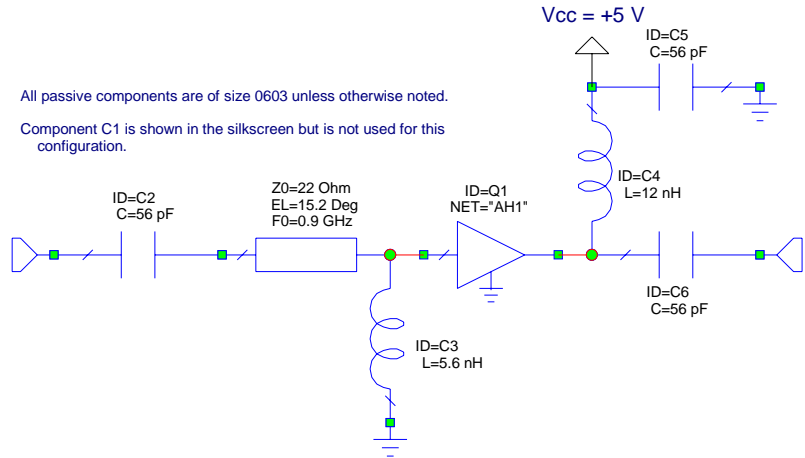 Vcc = +5 V
ID=C5
C=56 pF
All passive components are of size 0603 unless otherwise noted.
Component C1 is shown in the silkscreen but is not used for this
configuration.
ID=C4
L=12 nH
ID=C2
C=56 pF
Z0=22 Ohm
EL=15.2 Deg
F0=0.9 GHz
ID=Q1
NET="AH1"
ID=C6
C=56 pF
ID=C3
L=5.6 nH